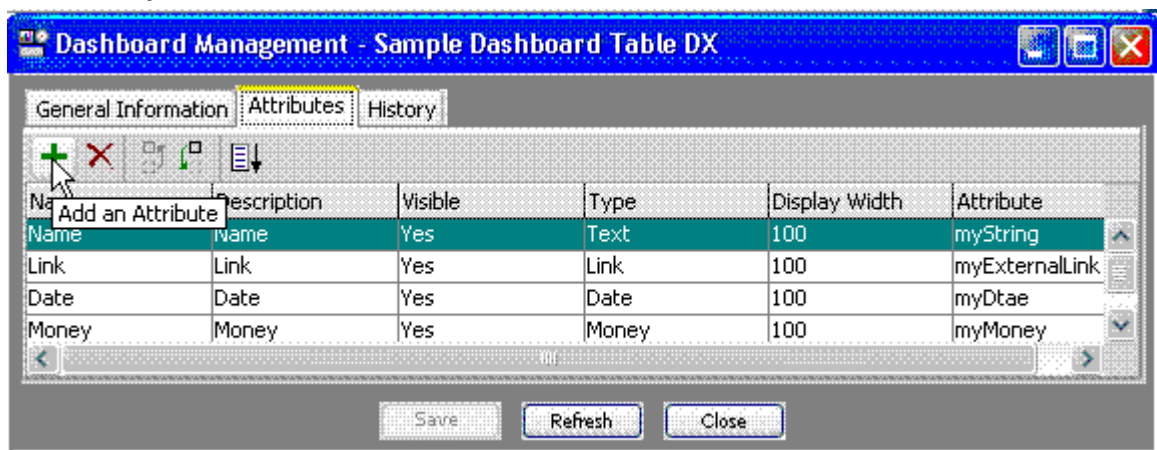 Dashboard Management - Sample Dashboard Table DX
General Information Attributes History
Na Description Visible Type Display Width Attribute
Add an Attribute
Name Name Yes Text 100 myString
Link Link Yes Link 100 myExternalLink
Date Date Yes Date 100 myDtae
Money Money Yes Money 100 myMoney
Save Refresh Close